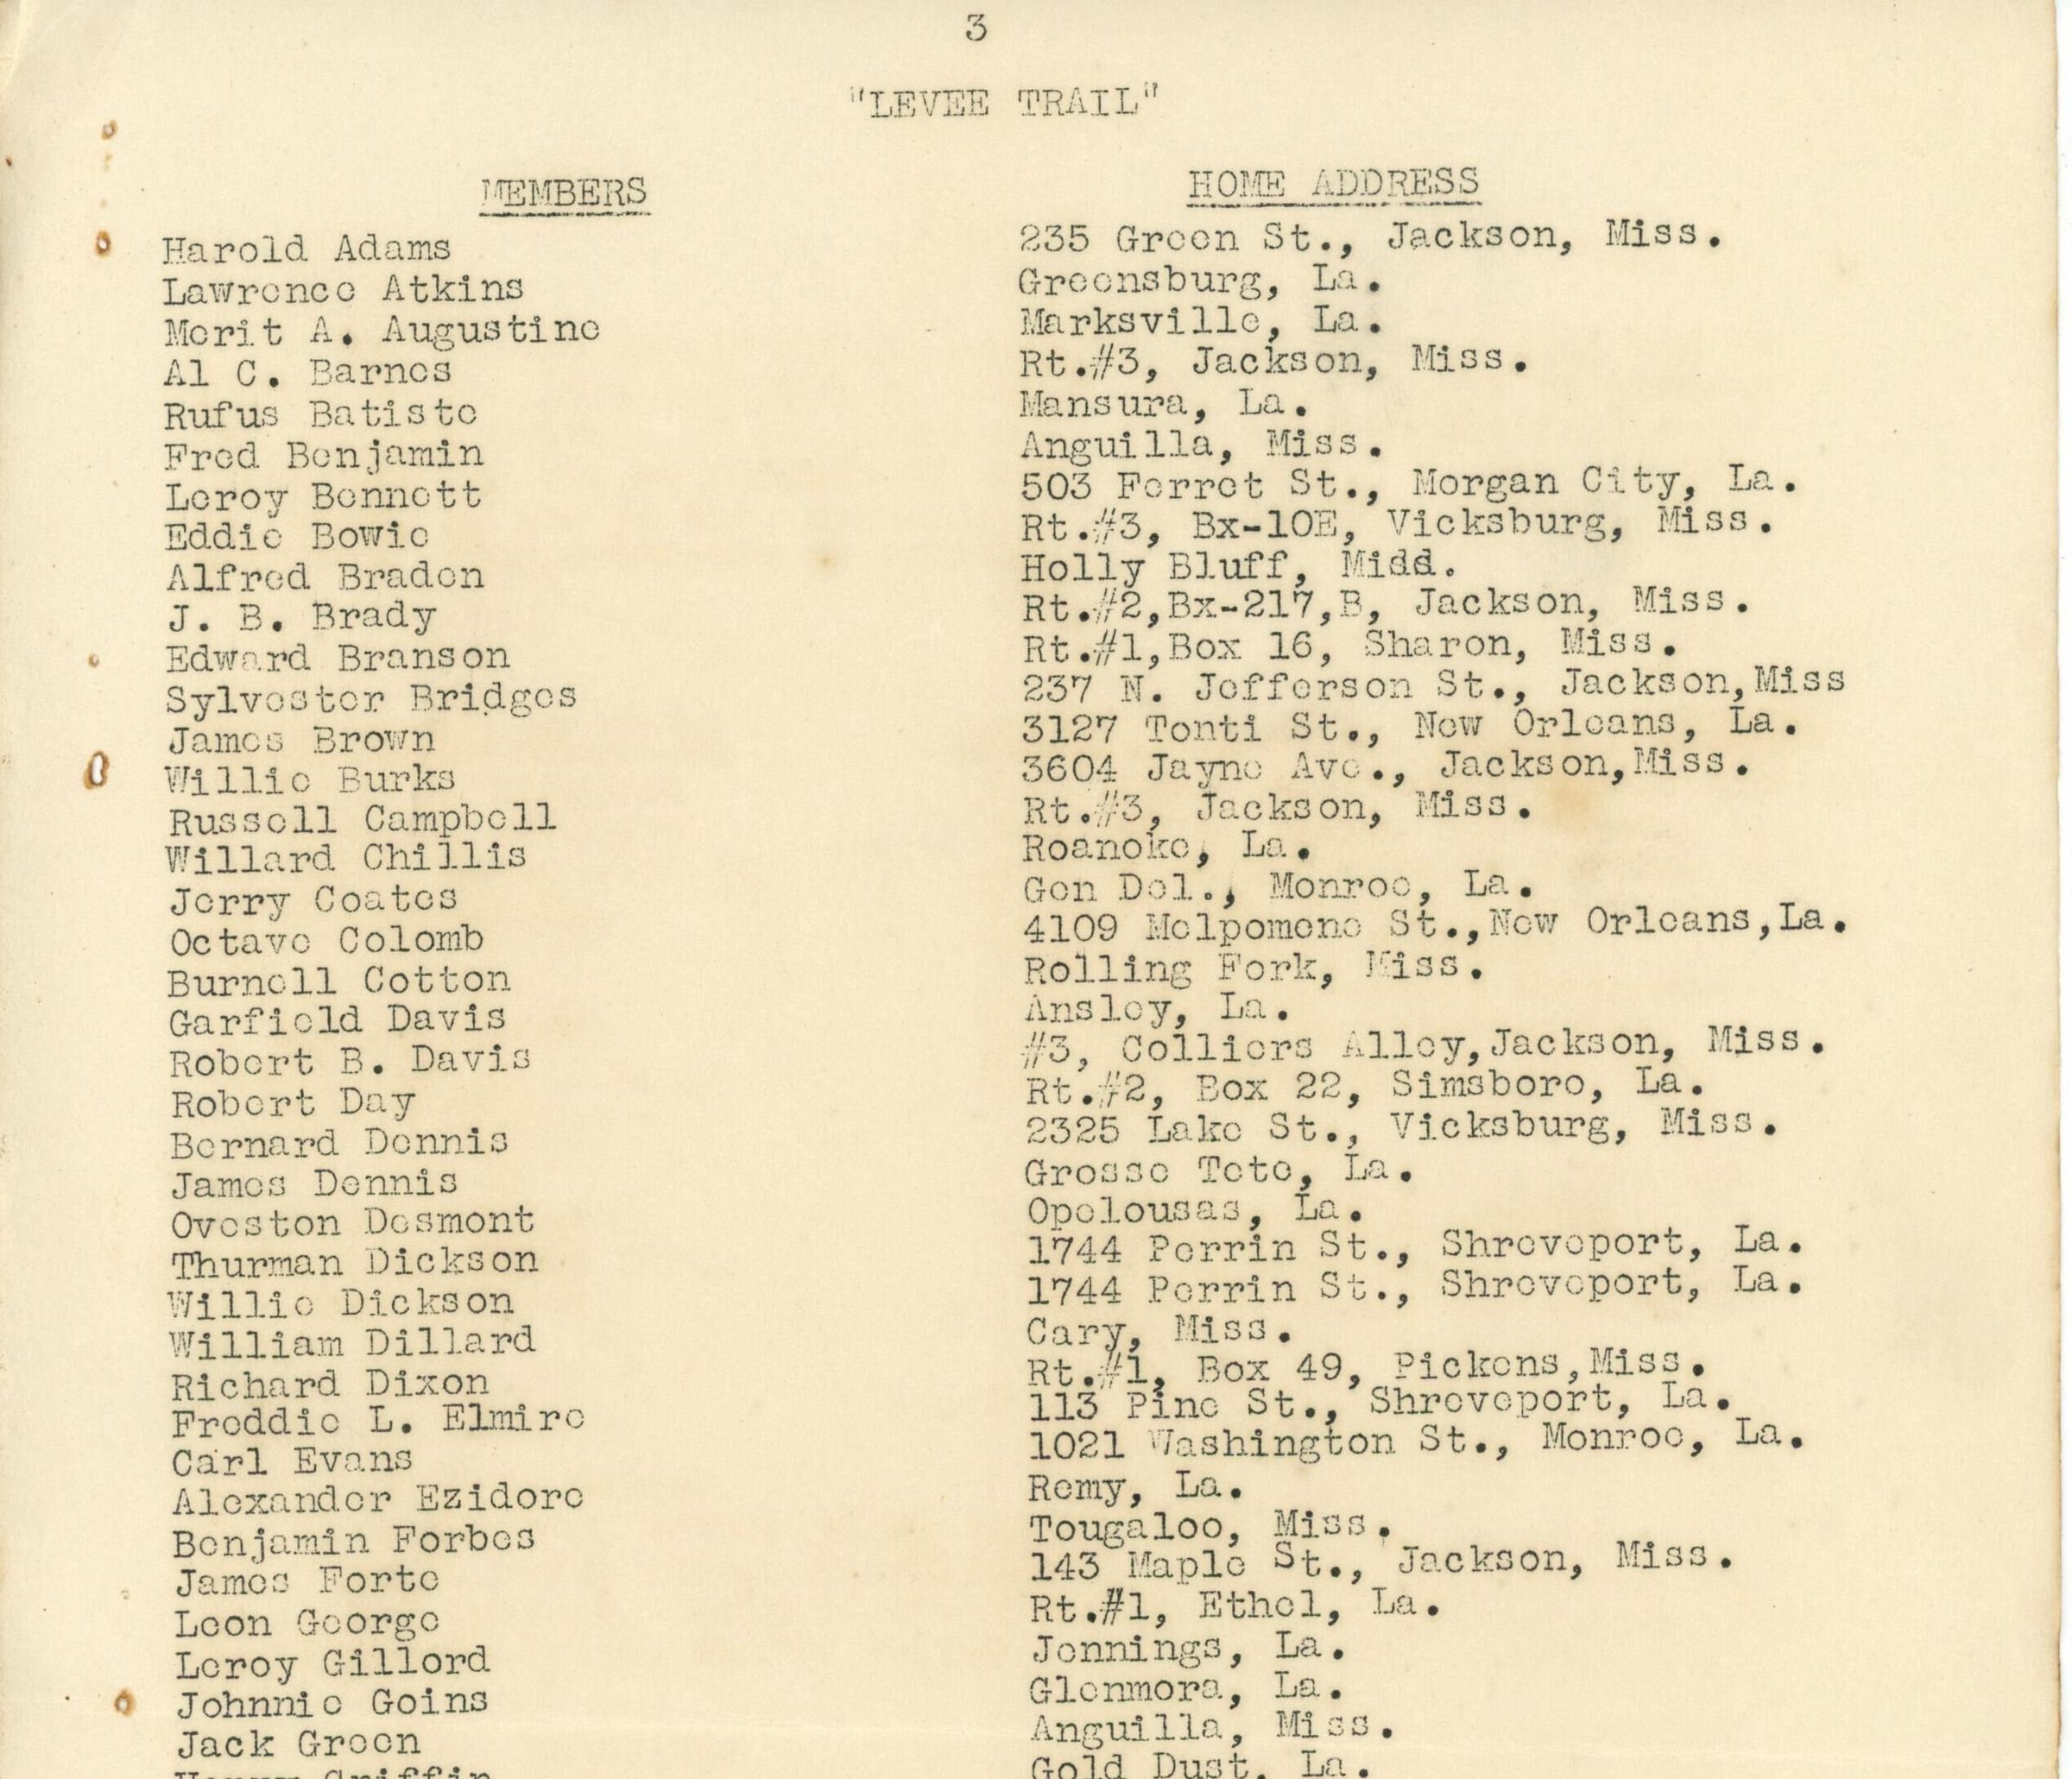 3
"LEVEE TRAIL"
MEMBERS HOME ADDRESS
Harold Adams 235 Green St., Jackson, Miss.
Lawrence Atkins Greensburg, La.
Merit A. Augustine Marksville, La.
Al C. Barnes Rt.#3, Jackson, Miss.
Rufus Batiste Mansura, La.
Fred Benjamin Anguilla, Miss.
Leroy Bennett 503 Ferret St., Morgan City, La.
Eddie Bowie Rt.#3, Bx-10E, Vicksburg, Miss.
Alfred Braden Holly Bluff, Midd.
J. B. Brady Rt.#2,Bx-217,B, Jackson, Miss.
Edward Branson Rt.#1,Box 16, Sharon, Miss.
Sylvester Bridges 237 N. Jefferson St., Jackson,Miss
James Brown 3127 Tonti St., New Orleans, La.
Willie Burks 3604 Jayne Ave., Jackson,Miss.
Russell Campbell Rt.#3, Jackson, Miss.
Willard Chillis Roanoke, La.
Jerry Coates Gen Del., Monroe, La.
Octave Colomb 4109 Melpomene St.,New Orleans,La.
Burnell Cotton Rolling Fork, Miss.
Garfield Davis Ansley, La.
Robert B. Davis #3, Colliers Alley,Jackson, Miss.
Robert Day Rt.#2, Box 22, Simsboro, La.
Bernard Dennis 2325 Lake St., Vicksburg, Miss.
James Dennis Grosse Tete, La.
Oveston Desmont Opelousas, La.
Thurman Dickson 1744 Perrin St., Shreveport, La.
Willie Dickson 1744 Perrin St., Shreveport, La.
William Dillard Cary, Miss.
Richard Dixon Rt.#1, Box 49, Pickens,Miss.
Freddie L. Elmire 113 Pine St., Shreveport, La.
Carl Evans 1021 Washington St., Monroe, La.
Alexander Ezidore Remy, La.
Benjamin Forbes Tougaloo, Miss.
James Forte 143 Maple St., Jackson, Miss.
Leon George Rt.#1, Ethel, La.
Leroy Gillord Jennings, La.
Johnnie Goins Glenmora, La.
Jack Green Anguilla, Miss.
Griffin Gold Dust, La.